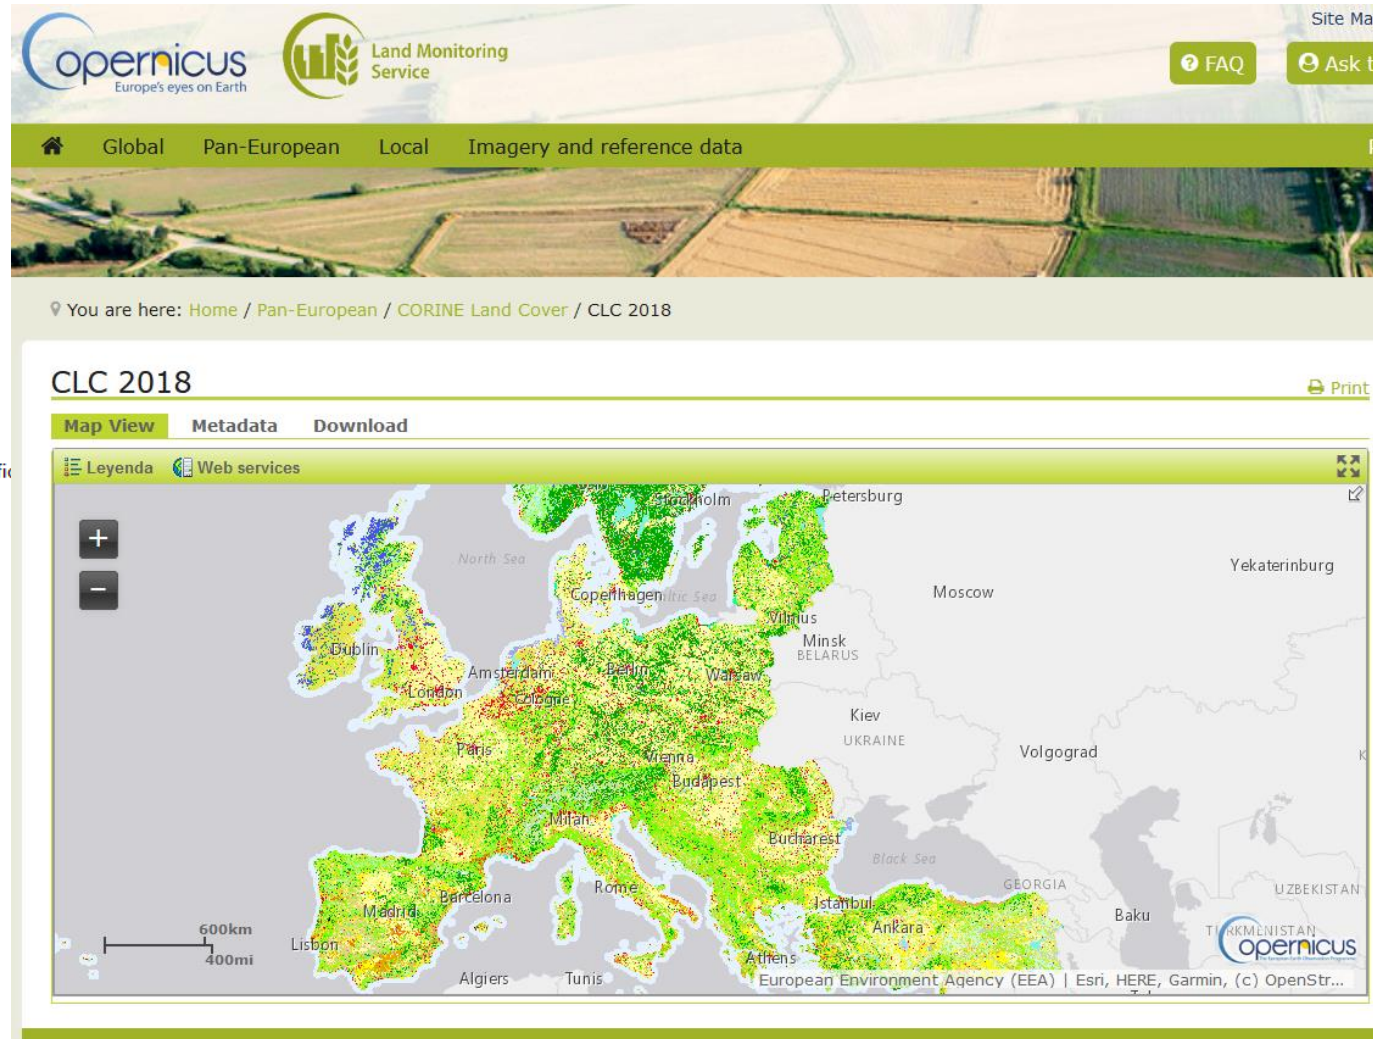 Site Ma
opernicus
Europe's eyes on Earth
Land Monitoring
Service
FAQ
Ask t
Global Pan-European Local Imagery and reference data
You are here: Home / Pan-European / CORINE Land Cover / CLC 2018
CLC 2018
Print
Map View Metadata Download
Leyenda Web services
Stockholm
Petersburg
North Sea
Yekaterinburg
Copenhagen
Moscow
Vilnius
Minsk
BELARUS
Dublin
Amsterdam
Berlin
Warsaw
London
Cologne
Kiev
UKRAINE
Paris
Vienna
Volgograd
Budapest
Milan
Bucharest
Black Sea
GEORGIA
UZBEKISTAN
Barcelona
Rome
Madrid
Istanbul
Ankara
Baku
600km
400mi
Lisbon
Athens
opernicus
Algiers
Tunis
European Environment Agency (EEA) | Esri, HERE, Garmin, (c) OpenStr...